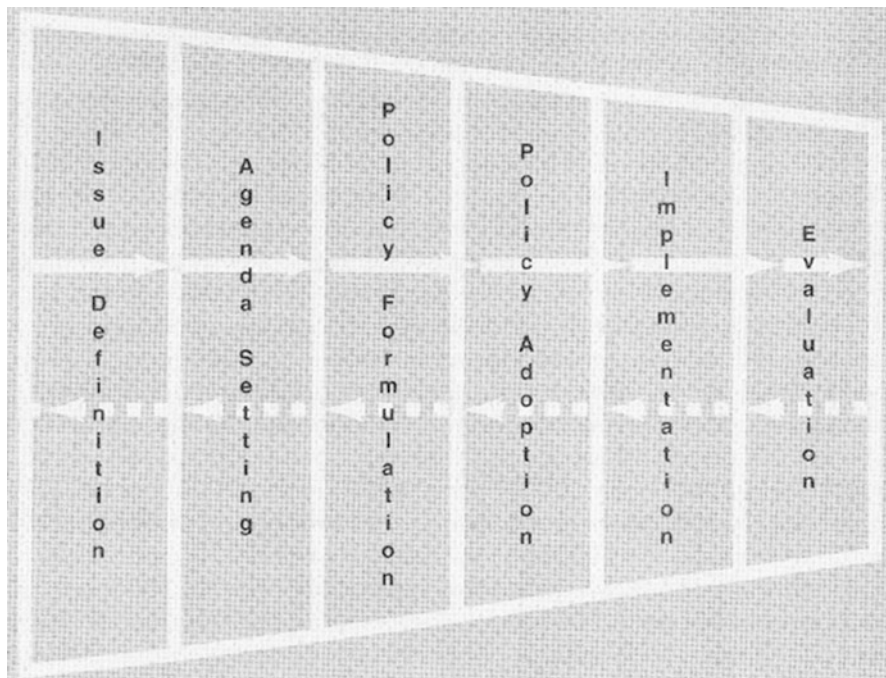 Issue Definition
Agenda Setting
Policy Formulation
Policy Adoption
Implementation
Evaluation